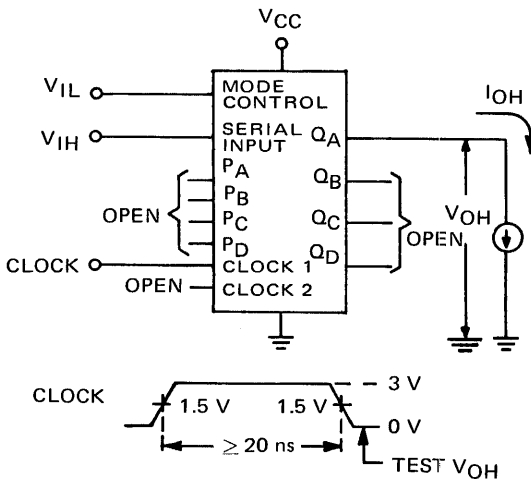 VCC
VIL
MODE CONTROL
IOH
VIH
SERIAL INPUT
QA
PA
PB
PC
PD
OPEN
QB
QC
QD
OPEN
VOH
CLOCK
CLOCK 1
OPEN
CLOCK 2
CLOCK
3 V
1.5 V
1.5 V
0 V
≥ 20 ns
TEST VOH